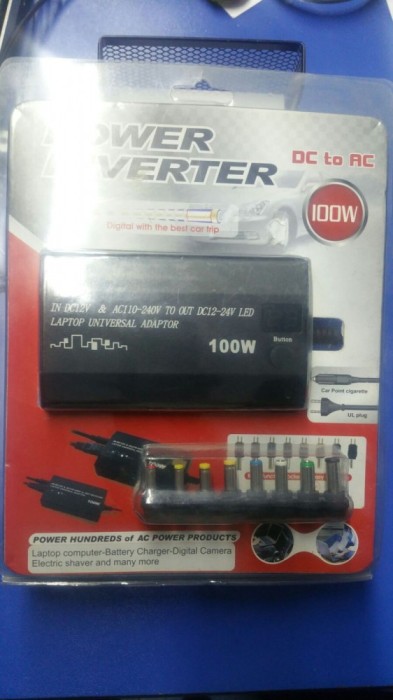 POWER
INVERTER
DC to AC
100W
Digital with the best car trip
IN DC12V & AC110-240V TO OUT DC12-24V LED
LAPTOP UNIVERSAL ADAPTOR
100W
Button
Car Point cigarette
UL plug
POWER HUNDREDS of AC POWER PRODUCTS
Laptop computer-Battery Charger-Digital Camera
Electric shaver and many more